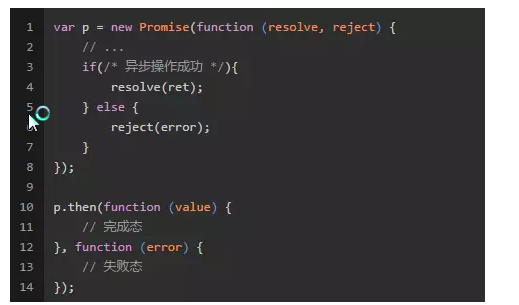 1 var p = new Promise(function (resolve, reject) {
2 // ...
3 if(/* 异步操作成功 */){
4 resolve(ret);
5 } else {
6 reject(error);
7 }
8 });
9
10 p.then(function (value) {
11 // 完成态
12 }, function (error) {
13 // 失败态
14 });